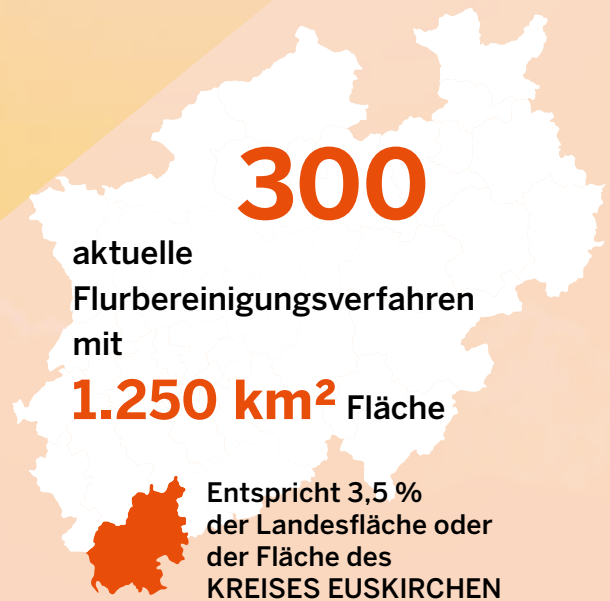 300
aktuelle
Flurbereinigungsverfahren
mit
1.250 km² Fläche
Entspricht 3,5 %
der Landesfläche oder
der Fläche des
KREISES EUSKIRCHEN